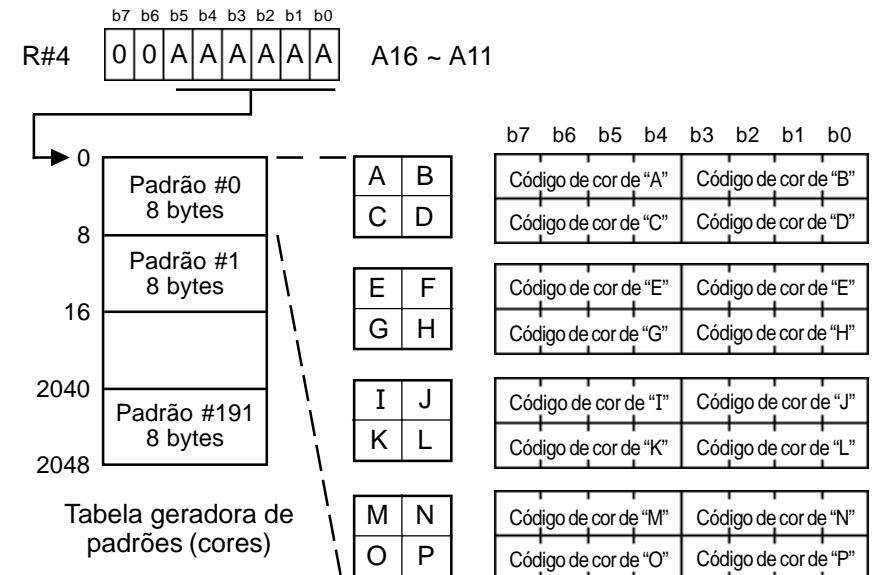 b7 b6 b5 b4 b3 b2 b1 b0
R#4 0 0 A A A A A A A16 ~ A11
b7 b6 b5 b4 b3 b2 b1 b0
0
Padrão #0
8 bytes
A B
C D
Código de cor de “A” Código de cor de “B”
Código de cor de “C” Código de cor de “D”
8
Padrão #1
8 bytes
E F
G H
Código de cor de “E” Código de cor de “E”
Código de cor de “G” Código de cor de “H”
16
2040
Padrão #191
8 bytes
2048
I J
K L
Código de cor de “I” Código de cor de “J”
Código de cor de “K” Código de cor de “L”
Tabela geradora de
padrões (cores)
M N
O P
Código de cor de “M” Código de cor de “N”
Código de cor de “O” Código de cor de “P”